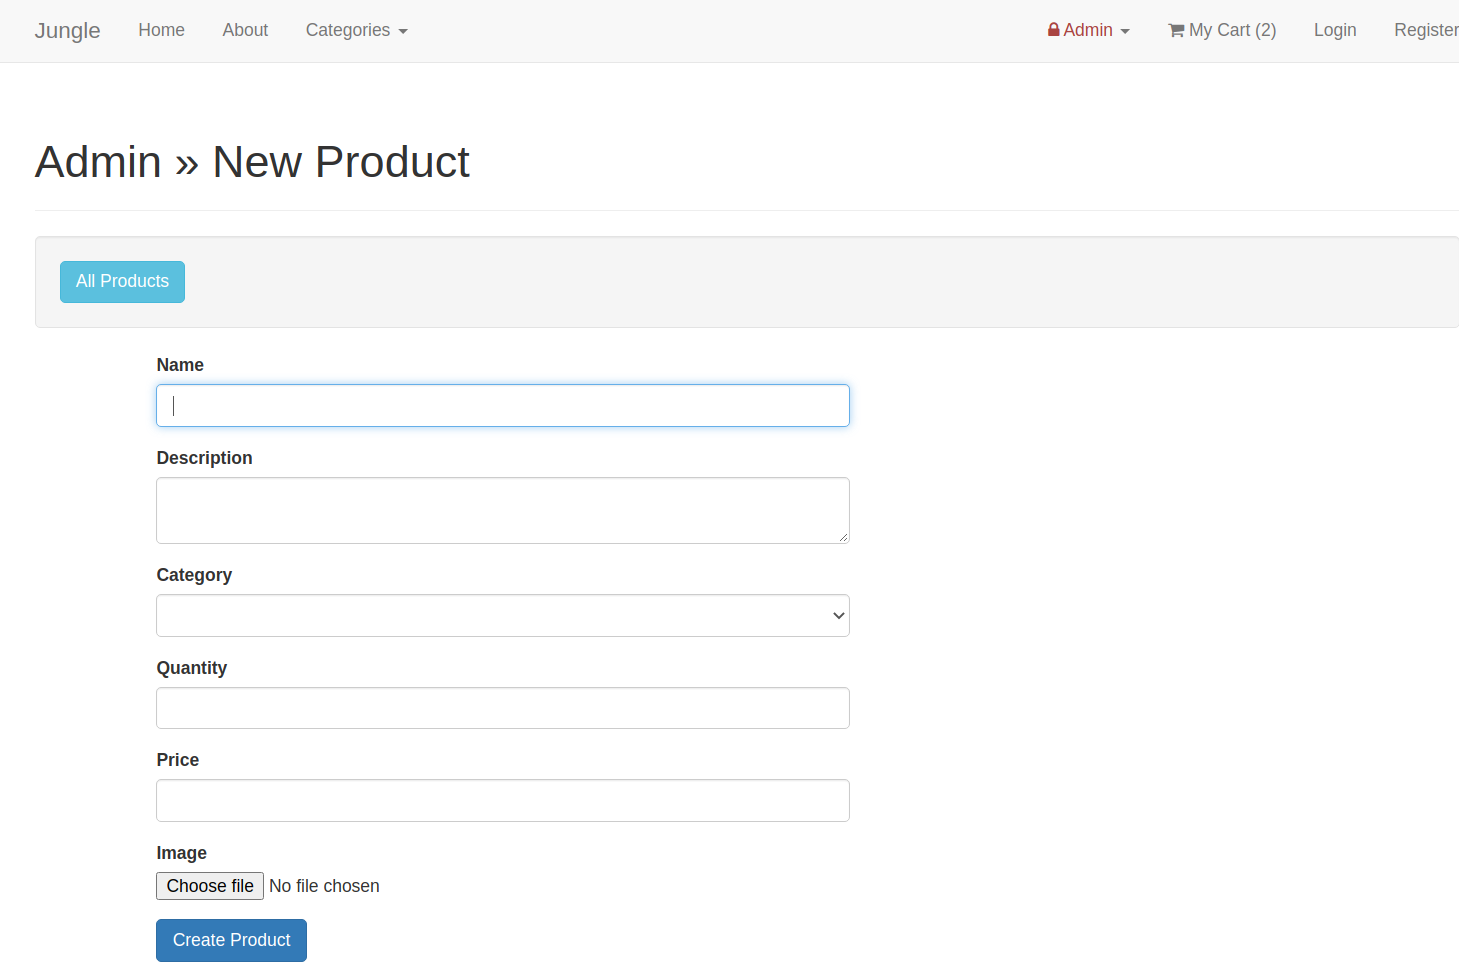 Jungle Home About Categories Admin My Cart (2) Login Register
Admin » New Product
All Products
Name
Description
Category
Quantity
Price
Image
Choose file No file chosen
Create Product